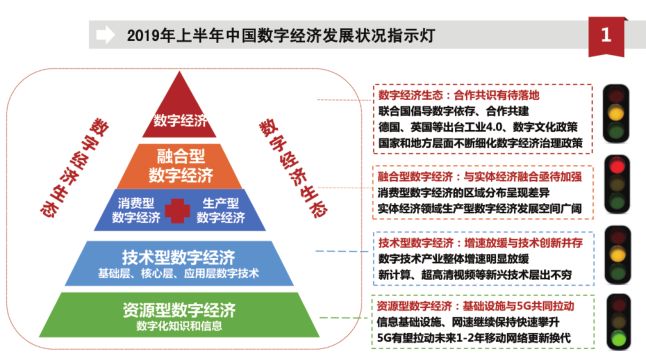 2019年上半年中国数字经济发展状况指示灯
1
数字经济生态
数字经济生态
数字经济
融合型
数字经济
消费型
数字经济
生产型
数字经济
技术型数字经济
基础层、核心层、应用层数字技术
资源型数字经济
数字化知识和信息
数字经济生态：合作共识有待落地
联合国倡导数字依存、合作共建
德国、英国等出台工业4.0、数字文化政策
国家和地方层面不断细化数字经济治理政策
融合型数字经济：与实体经济融合亟待加强
消费型数字经济的区域分布呈现差异
实体经济领域生产型数字经济发展空间广阔
技术型数字经济：增速放缓与技术创新并存
数字技术产业整体增速明显放缓
新计算、超高清视频等新兴技术层出不穷
资源型数字经济：基础设施与5G共同拉动
信息基础设施、网速继续保持快速攀升
5G有望拉动未来1-2年移动网络更新换代